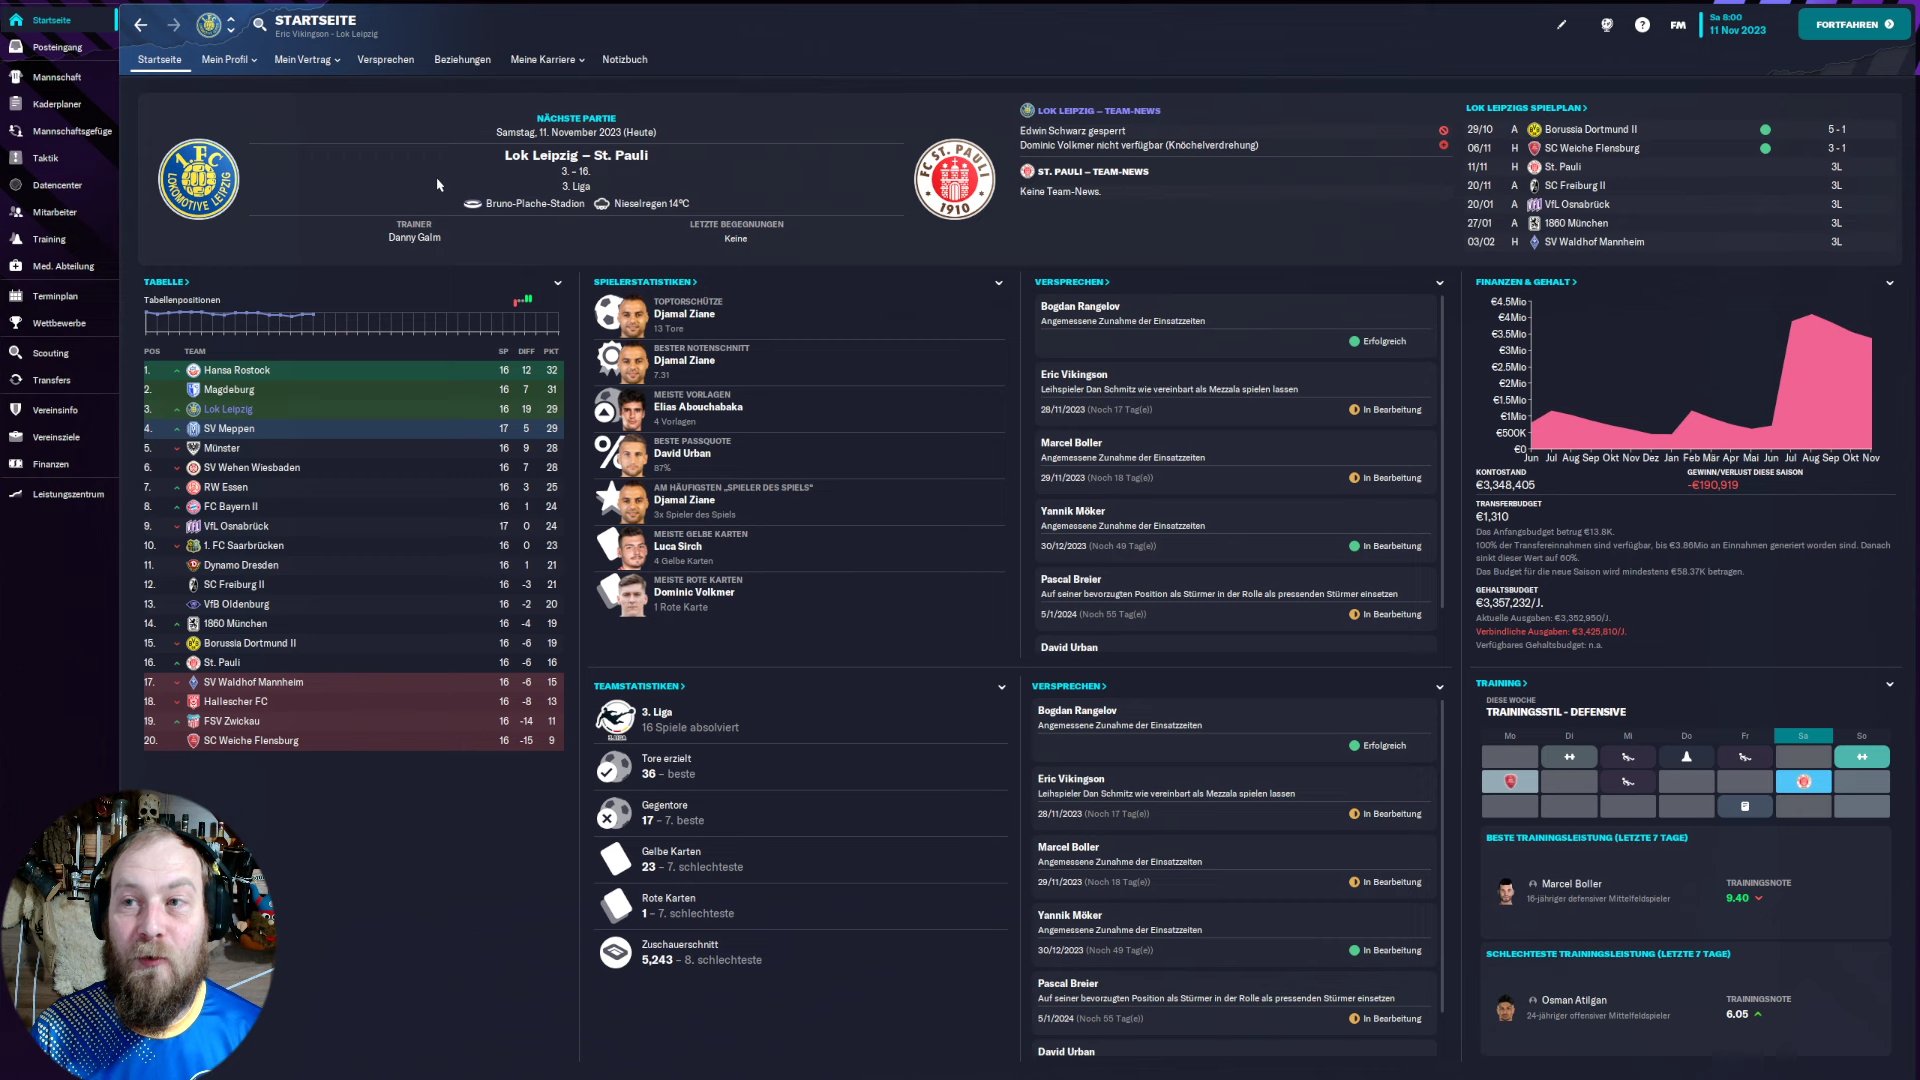 Startseite
Posteingang
Mannschaft
Kaderplaner
Mannschaftsgefüge
Taktik
Datencenter
Mitarbeiter
Training
Med. Abteilung
Terminplan
Wettbewerbe
Scouting
Transfers
Vereinsinfo
Vereinsziele
Finanzen
Leistungszentrum
STARTSEITE
Eric Vikingson - Lok Leipzig
FM
Sa 8:00
11 Nov 2023
FORTFAHREN
Startseite Mein Profil Mein Vertrag Versprechen Beziehungen Meine Karriere Notizbuch
1.FC
LOKOMOTIVE LEIPZIG
NÄCHSTE PARTIE
Samstag, 11. November 2023 (Heute)
Lok Leipzig – St. Pauli
3. – 16.
3. Liga
Bruno-Plache-Stadion Nieselregen 14°C
TRAINER
Danny Galm
LETZTE BEGEGNUNGEN
Keine
FC ST. PAULI
1910
LOK LEIPZIG – TEAM-NEWS
Edwin Schwarz gesperrt
Dominic Volkmer nicht verfügbar (Knöchelverdrehung)
ST. PAULI – TEAM-NEWS
Keine Team-News.
LOK LEIPZIGS SPIELPLAN
29/10 A Borussia Dortmund II 5 - 1
06/11 H SC Weiche Flensburg 3 - 1
11/11 H St. Pauli 3L
20/11 A SC Freiburg II 3L
20/01 A VfL Osnabrück 3L
27/01 A 1860 München 3L
03/02 H SV Waldhof Mannheim 3L
TABELLE
Tabellenpositionen
POS TEAM SP DIFF PKT
1. Hansa Rostock 16 12 32
2. Magdeburg 16 7 31
3. Lok Leipzig 16 19 29
4. SV Meppen 17 5 29
5. Münster 16 9 28
6. SV Wehen Wiesbaden 16 7 28
7. RW Essen 16 3 25
8. FC Bayern II 16 1 24
9. VfL Osnabrück 17 0 24
10. 1. FC Saarbrücken 16 0 23
11. Dynamo Dresden 16 1 21
12. SC Freiburg II 16 -3 21
13. VfB Oldenburg 16 -2 20
14. 1860 München 16 -4 19
15. Borussia Dortmund II 16 -6 19
16. St. Pauli 16 -6 16
17. SV Waldhof Mannheim 16 -6 15
18. Hallescher FC 16 -8 13
19. FSV Zwickau 16 -14 11
20. SC Weiche Flensburg 16 -15 9
SPIELERSTATISTIKEN
TOPTORSCHÜTZE
Djamal Ziane
13 Tore
BESTER NOTENSCHNITT
Djamal Ziane
7.31
MEISTE VORLAGEN
Elias Abouchabaka
4 Vorlagen
BESTE PASSQUOTE
David Urban
87%
AM HÄUFIGSTEN „SPIELER DES SPIELS“
Djamal Ziane
3x Spieler des Spiels
MEISTE GELBE KARTEN
Luca Sirch
4 Gelbe Karten
MEISTE ROTE KARTEN
Dominic Volkmer
1 Rote Karte
VERSPRECHEN
Bogdan Rangelov
Angemessene Zunahme der Einsatzzeiten
Erfolgreich
Eric Vikingson
Leihspieler Dan Schmitz wie vereinbart als Mezzala spielen lassen
28/11/2023 (Noch 17 Tag(e)) In Bearbeitung
Marcel Boller
Angemessene Zunahme der Einsatzzeiten
29/11/2023 (Noch 18 Tag(e)) In Bearbeitung
Yannik Möker
Angemessene Zunahme der Einsatzzeiten
30/12/2023 (Noch 49 Tag(e)) In Bearbeitung
Pascal Breier
Auf seiner bevorzugten Position als Stürmer in der Rolle als pressenden Stürmer einsetzen
5/1/2024 (Noch 55 Tag(e)) In Bearbeitung
David Urban
FINANZEN & GEHALT
€4.5Mio
€4Mio
€3.5Mio
€3Mio
€2.5Mio
€2Mio
€1.5Mio
€1Mio
€500K
€0
Jun Jul Aug Sep Okt Nov Dez Jan Feb Mär Apr Mai Jun Jul Aug Sep Okt Nov
KONTOSTAND
€3,348,405
GEWINN/VERLUST DIESE SAISON
-€190,919
TRANSFERBUDGET
€1,310
Das Anfangsbudget betrug €13.8K.
100% der Transfereinnahmen sind verfügbar, bis €3.86Mio an Einnahmen generiert worden sind. Danach
sinkt dieser Wert auf 60%.
Das Budget für die neue Saison wird mindestens €58.37K betragen.
GEHALTSBUDGET
€3,357,232/J.
Aktuelle Ausgaben: €3,352,950/J.
Verbindliche Ausgaben: €3,425,810/J.
Verfügbares Gehaltsbudget: n.a.
TEAMSTATISTIKEN
3. Liga
16 Spiele absolviert
Tore erzielt
36 – beste
Gegentore
17 – 7. beste
Gelbe Karten
23 – 7. schlechteste
Rote Karten
1 – 7. schlechteste
Zuschauerschnitt
5,243 – 8. schlechteste
VERSPRECHEN
Bogdan Rangelov
Angemessene Zunahme der Einsatzzeiten
Erfolgreich
Eric Vikingson
Leihspieler Dan Schmitz wie vereinbart als Mezzala spielen lassen
28/11/2023 (Noch 17 Tag(e)) In Bearbeitung
Marcel Boller
Angemessene Zunahme der Einsatzzeiten
29/11/2023 (Noch 18 Tag(e)) In Bearbeitung
Yannik Möker
Angemessene Zunahme der Einsatzzeiten
30/12/2023 (Noch 49 Tag(e)) In Bearbeitung
Pascal Breier
Auf seiner bevorzugten Position als Stürmer in der Rolle als pressenden Stürmer einsetzen
5/1/2024 (Noch 55 Tag(e)) In Bearbeitung
David Urban
TRAINING
DIESE WOCHE
TRAININGSSTIL - DEFENSIVE
Mo Di Mi Do Fr Sa So
BESTE TRAININGSLEISTUNG (LETZTE 7 TAGE)
Marcel Boller
16-jähriger defensiver Mittelfeldspieler
TRAININGSNOTE
9.40
SCHLECHTESTE TRAININGSLEISTUNG (LETZTE 7 TAGE)
Osman Atilgan
24-jähriger offensiver Mittelfeldspieler
TRAININGSNOTE
6.05